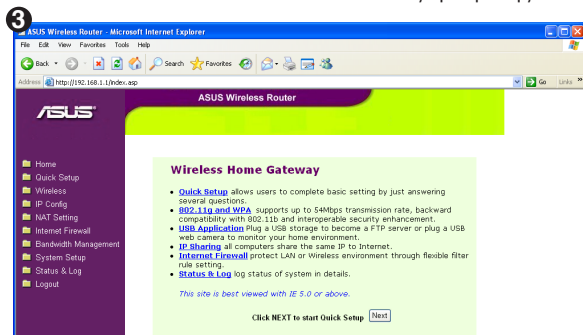 3
ASUS Wireless Router - Microsoft Internet Explorer
File Edit View Favorites Tools Help
Back Search Favorites
Address http://192.168.1.1/index.asp Go Links »
ASUS Wireless Router
ASUS
Home
Quick Setup
Wireless
IP Config
NAT Setting
Internet Firewall
Bandwidth Management
System Setup
Status & Log
Logout
Wireless Home Gateway
• Quick Setup allows users to complete basic setting by just answering
several questions.
• 802.11g and WPA supports up to 54Mbps transmission rate, backward
compatibility with 802.11b and interoperable security enhancement.
• USB Application Plug a USB storage to become a FTP server or plug a USB
web camera to monitor your home environment.
• IP Sharing all computers share the same IP to Internet.
• Internet Firewall protect LAN or Wireless environment through flexible filter
rule setting.
• Status & Log log status of system in details.
This site is best viewed with IE 5.0 or above.
Click NEXT to start Quick Setup Next